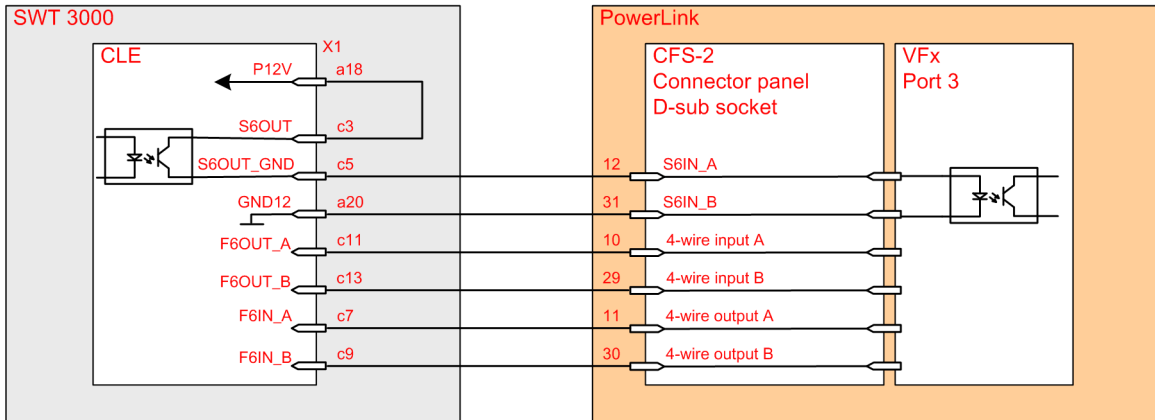 SWT 3000
CLE
X1
P12V
a18
S6OUT
c3
S6OUT_GND
c5
GND12
a20
F6OUT_A
c11
F6OUT_B
c13
F6IN_A
c7
F6IN_B
c9
PowerLink
CFS-2
Connector panel
D-sub socket
VFx
Port 3
12
S6IN_A
31
S6IN_B
10
4-wire input A
29
4-wire input B
11
4-wire output A
30
4-wire output B